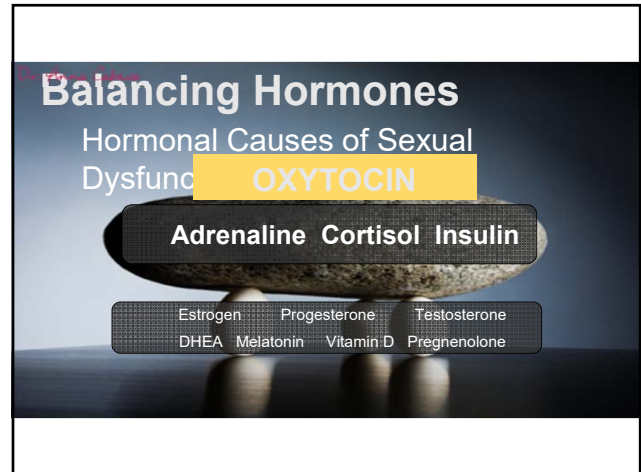 Balancing Hormones
Hormonal Causes of Sexual
Dysfunc
OXYTOCIN
Adrenaline Cortisol Insulin
Estrogen Progesterone Testosterone
DHEA Melatonin Vitamin D Pregnenolone